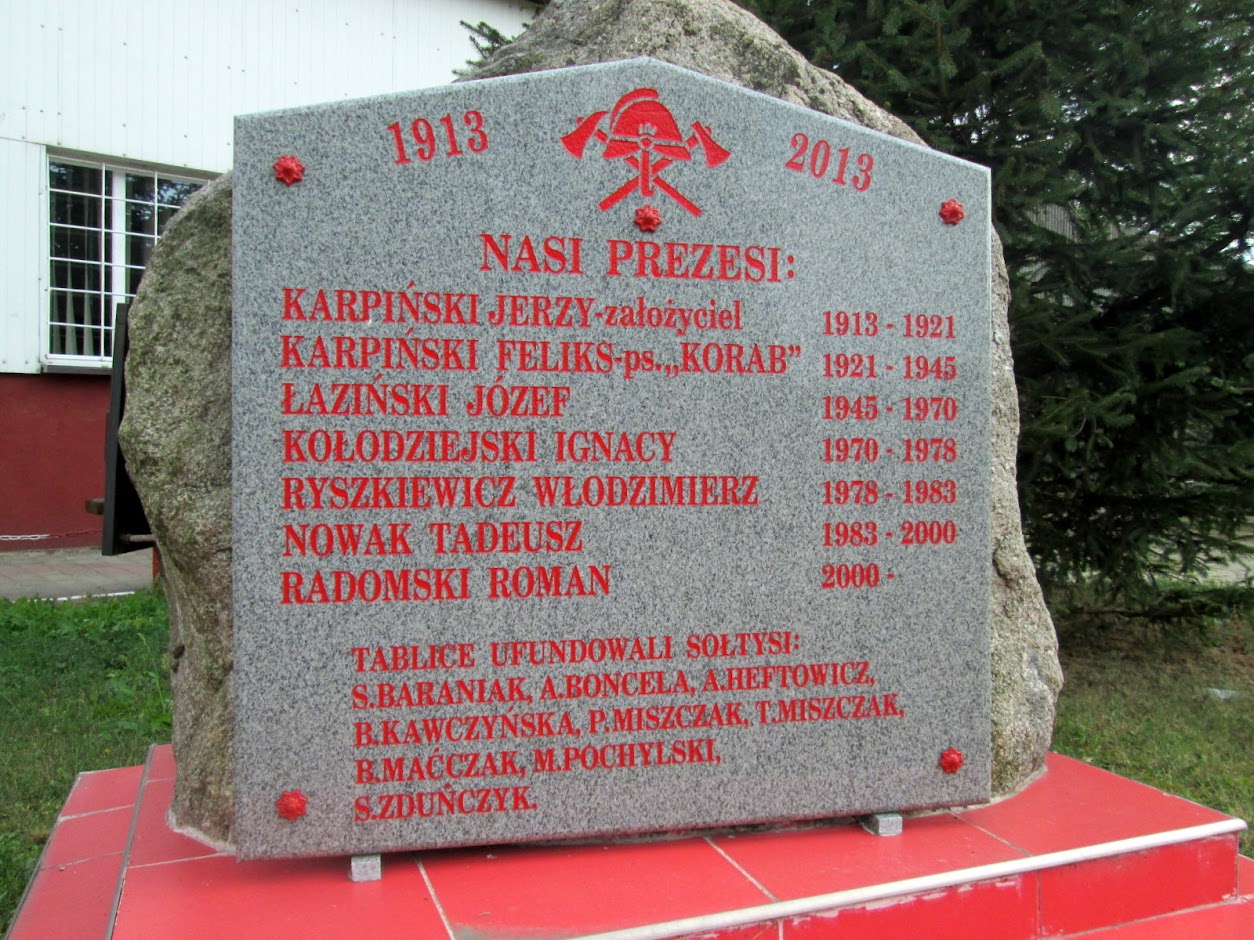 1913 2013
NASI PREZESI:
KARPIŃSKI JERZY-założyciel 1913 - 1921
KARPIŃSKI FELIKS-ps.„KORAB” 1921 - 1945
ŁAZIŃSKI JÓZEF 1945 - 1970
KOŁODZIEJSKI IGNACY 1970 - 1978
RYSZKIEWICZ WŁODZIMIERZ 1978 - 1983
NOWAK TADEUSZ 1983 - 2000
RADOMSKI ROMAN 2000 -
TABLICE UFUNDOWALI SOŁTYSI:
S.BARANIAK, A.BONCELA, A.HEFTOWICZ,
B.KAWCZYŃSKA, P.MISZCZAK, T.MISZCZAK,
B.MAĆCZAK, M.POCHYLSKI,
S.ZDUŃCZYK.